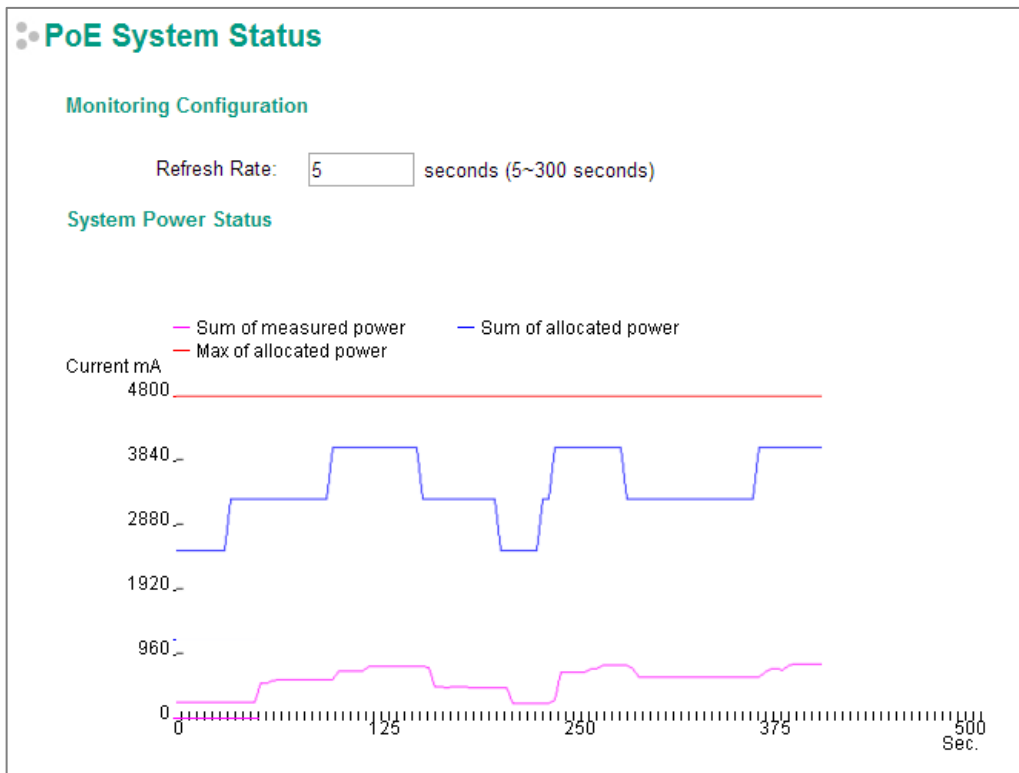 PoE System Status
Monitoring Configuration
Refresh Rate: 5 seconds (5~300 seconds)
System Power Status
Sum of measured power Sum of allocated power
Max of allocated power
Current mA
4800
3840
2880
1920
960
0
0 125 250 375 500
Sec.